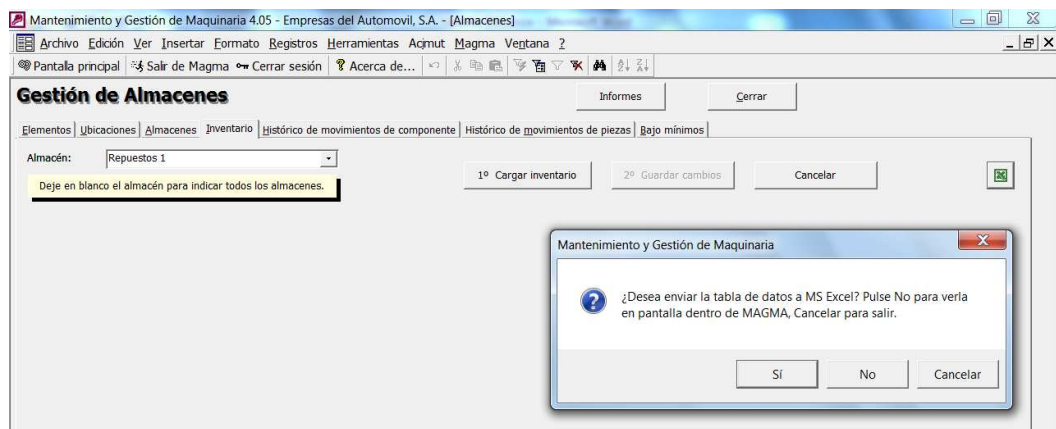 Mantenimiento y Gestión de Maquinaria 4.05 - Empresas del Automovil, S.A. - [Almacenes]
Archivo Edición Ver Insertar Formato Registros Herramientas Acjmut Magma Ventana ?
Pantalla principal Salir de Magma Cerrar sesión Acerca de...
Gestión de Almacenes
Informes Cerrar
Elementos Ubicaciones Almacenes Inventario Histórico de movimientos de componente Histórico de movimientos de piezas Bajo mínimos
Almacén: Repuestos 1
1º Cargar inventario 2º Guardar cambios Cancelar
Deje en blanco el almacén para indicar todos los almacenes.
Mantenimiento y Gestión de Maquinaria
¿Desea enviar la tabla de datos a MS Excel? Pulse No para verla
en pantalla dentro de MAGMA, Cancelar para salir.
Sí No Cancelar